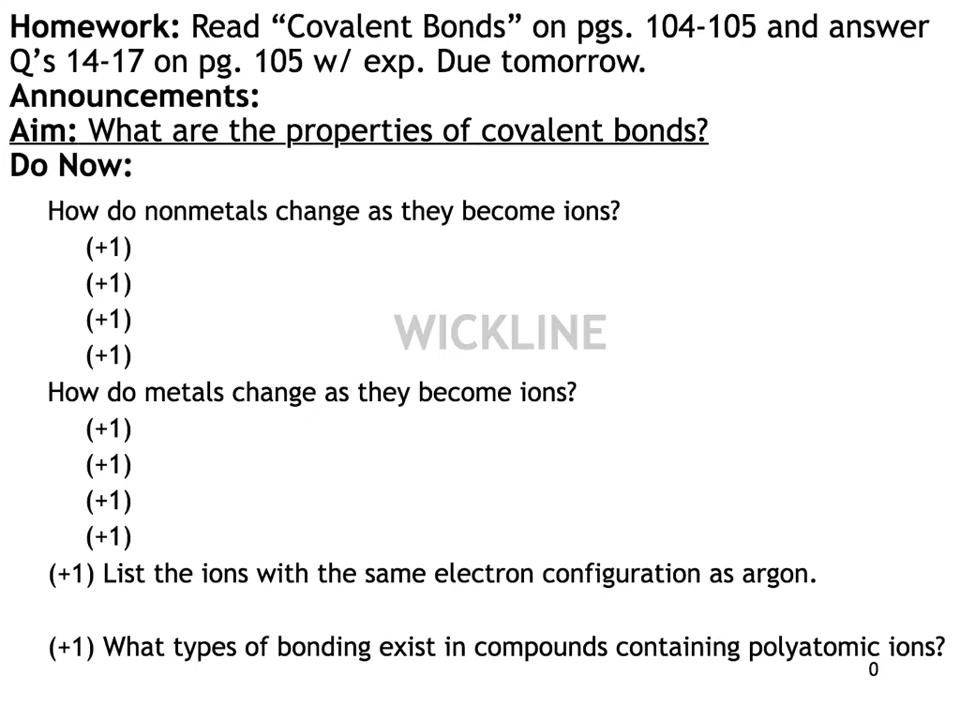 Homework: Read “Covalent Bonds” on pgs. 104-105 and answer
Q’s 14-17 on pg. 105 w/ exp. Due tomorrow.
Announcements:
Aim: What are the properties of covalent bonds?
Do Now:
How do nonmetals change as they become ions?
(+1)
(+1)
(+1)
WICKLINE
(+1)
How do metals change as they become ions?
(+1)
(+1)
(+1)
(+1)
(+1) List the ions with the same electron configuration as argon.
(+1) What types of bonding exist in compounds containing polyatomic ions?
0